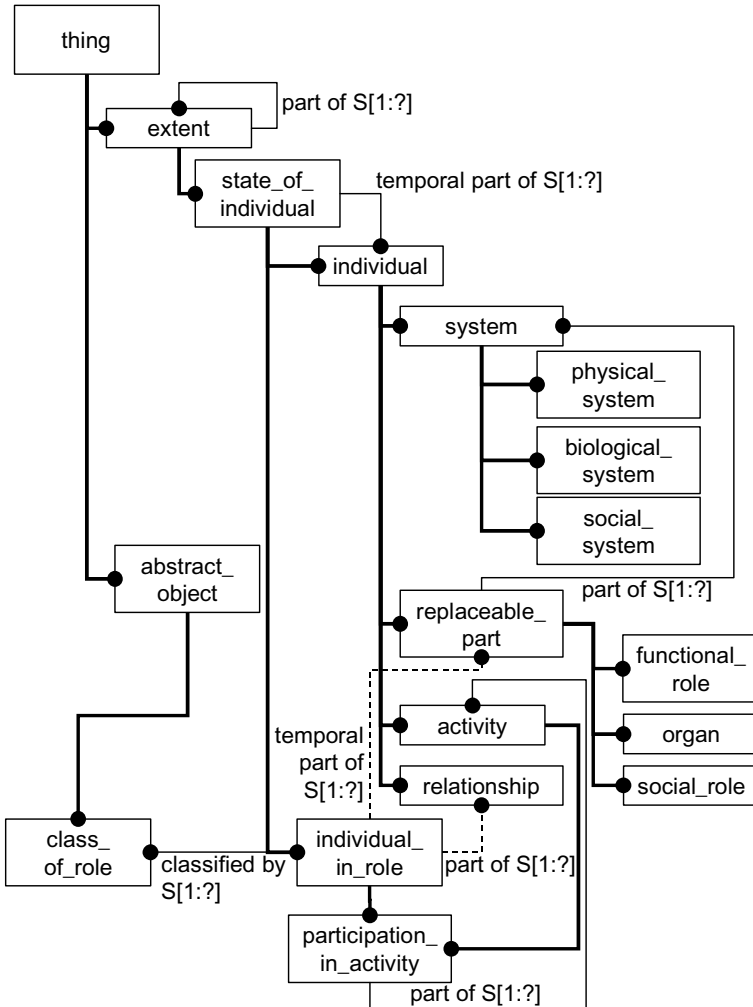 thing
part of S[1:?]
extent
state_of_
individual
temporal part of S[1:?]
individual
system
physical_
system
biological_
system
social_
system
abstract_
object
part of S[1:?]
replaceable_
part
functional_
role
activity
organ
temporal
part of
S[1:?]
relationship
social_role
class_
of_role
classified by
S[1:?]
individual_
in_role
part of S[1:?]
participation_
in_activity
part of S[1:?]